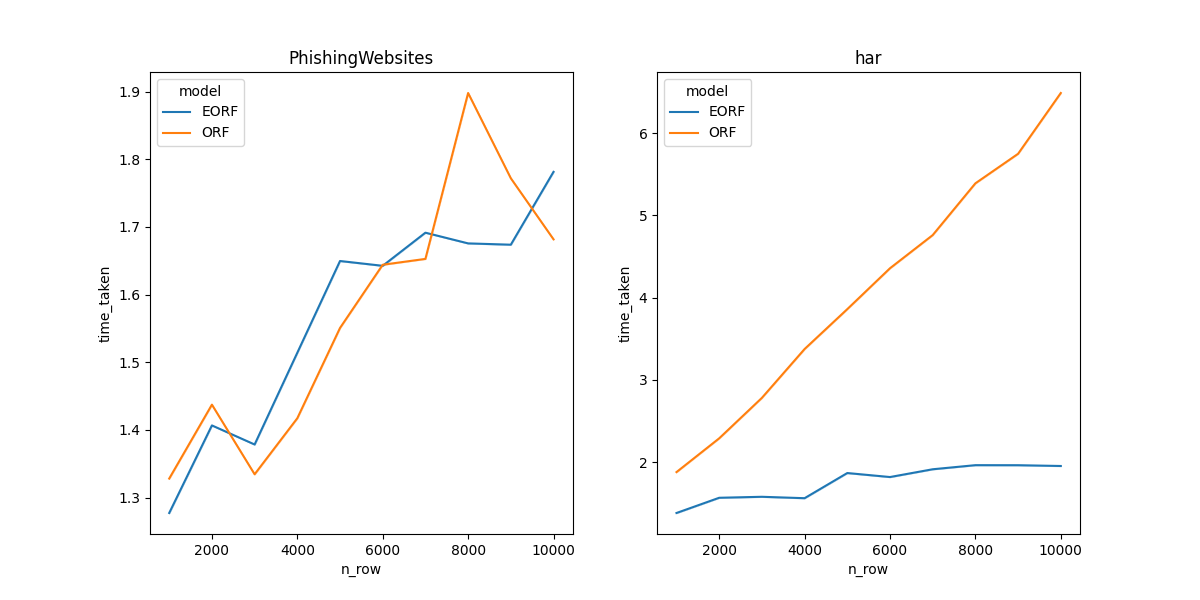 PhishingWebsites
model
EORF
ORF
1.9
1.8
1.7
1.6
1.5
1.4
1.3
time_taken
2000 4000 6000 8000 10000
n_row
har
model
EORF
ORF
6
5
4
3
2
time_taken
2000 4000 6000 8000 10000
n_row